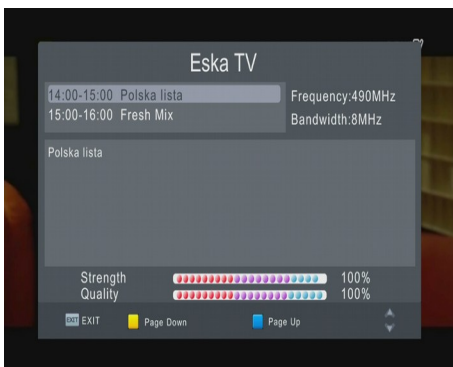 Eska TV
14:00-15:00 Polska lista
15:00-16:00 Fresh Mix
Frequency:490MHz
Bandwidth:8MHz
Polska lista
Strength 100%
Quality 100%
EXIT EXIT Page Down Page Up